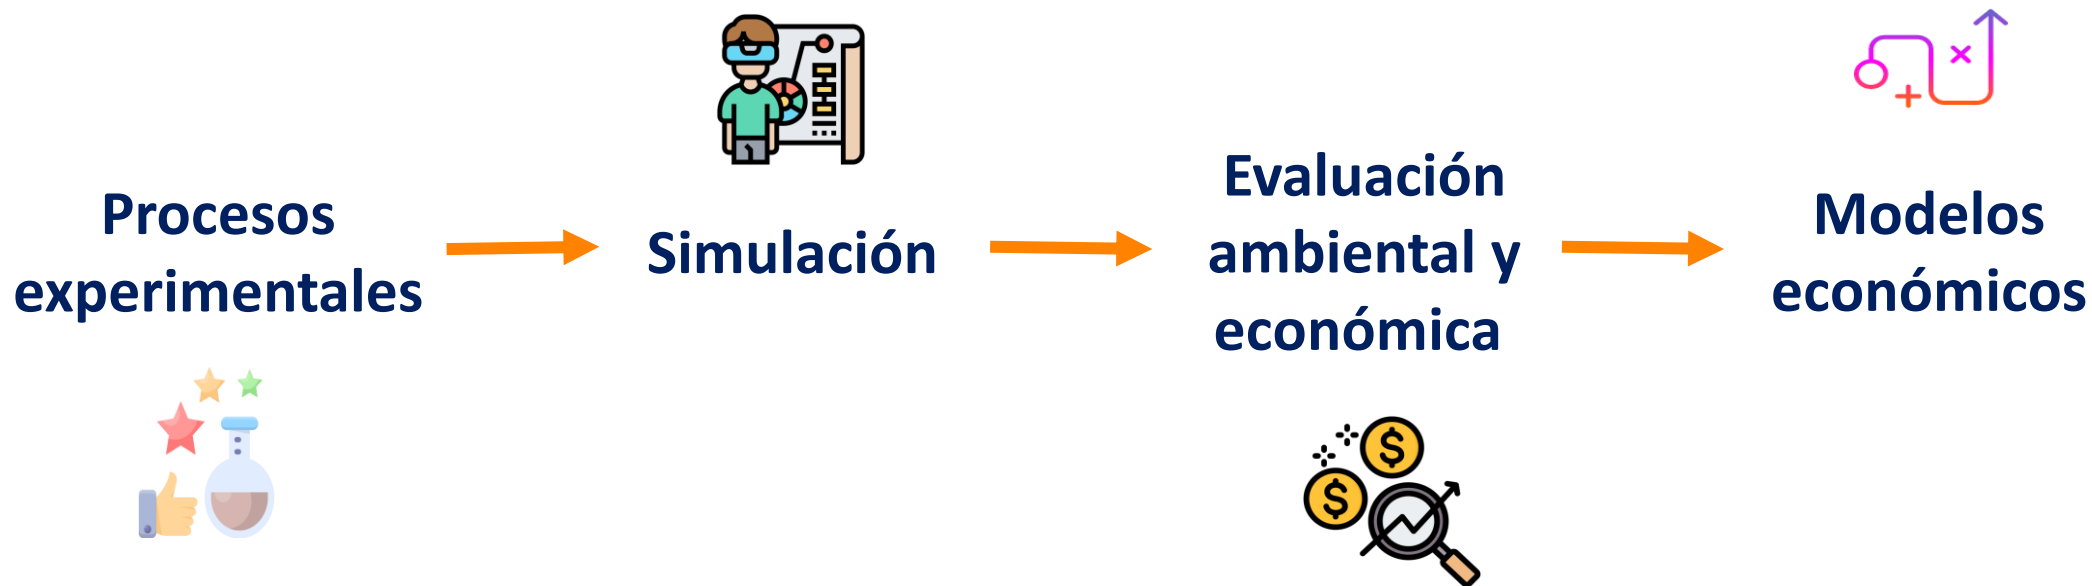 Procesos
experimentales
Simulación
Evaluación
ambiental y
económica
Modelos
económicos